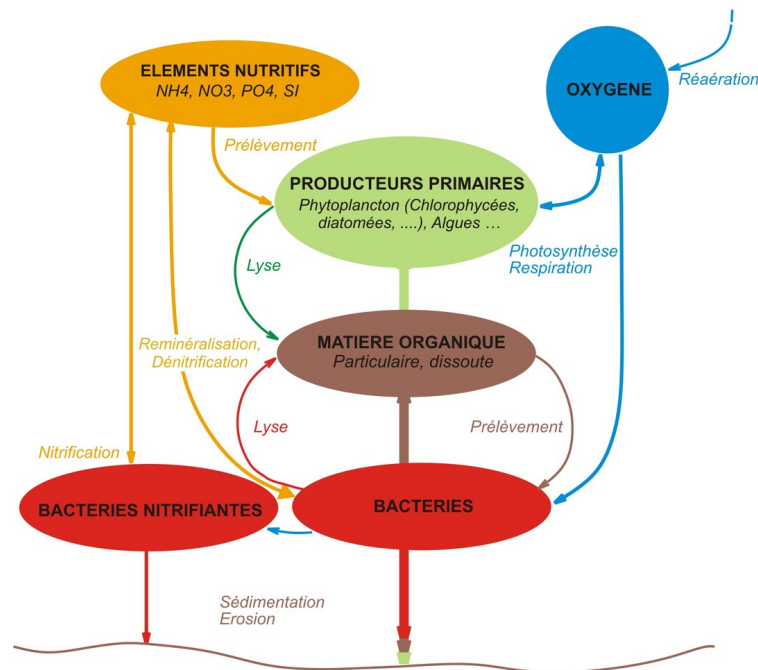 ELEMENTS NUTRITIFS
NH4, NO3, PO4, SI
OXYGENE
Réaération
Prélèvement
PRODUCTEURS PRIMAIRES
Phytoplancton (Chlorophycées,
diatomées, ....), Algues ...
Photosynthèse
Respiration
Lyse
Reminéralisation,
Dénitrification
MATIERE ORGANIQUE
Particulaire, dissoute
Lyse
Prélèvement
Nitrification
BACTERIES NITRIFIANTES
BACTERIES
Sédimentation
Erosion